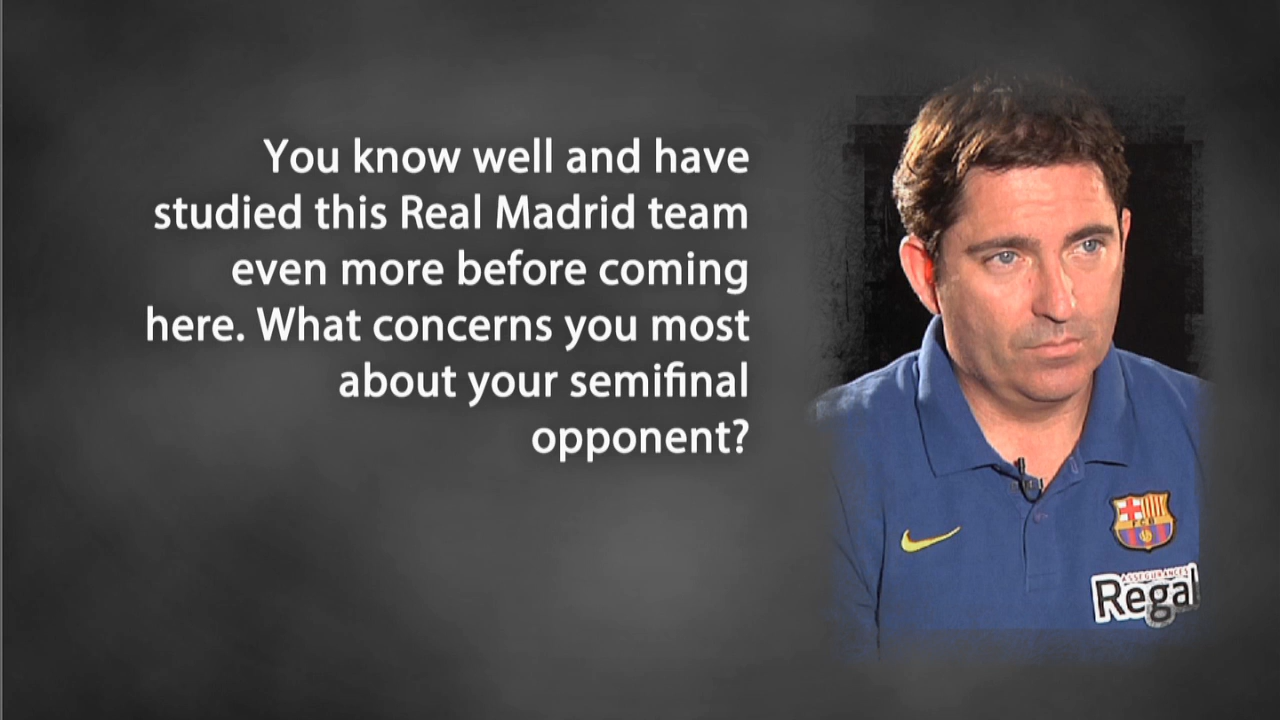 You know well and have
studied this Real Madrid team
even more before coming
here. What concerns you most
about your semifinal
opponent?
FCB
ASSEGURANCES
Regal